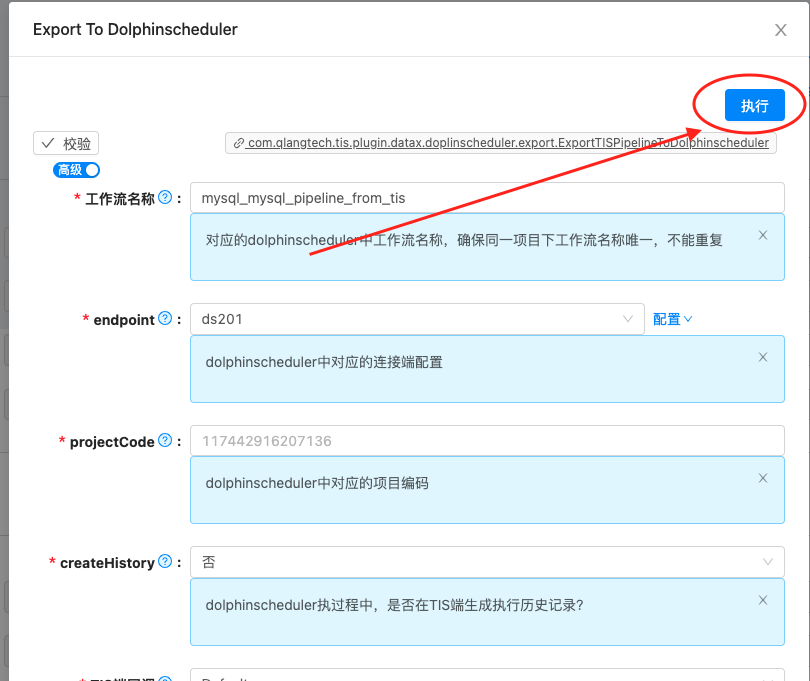 Export To Dolphinscheduler
执行
校验
com.qlangtech.tis.plugin.datax.doplinscheduler.export.ExportTISPipelineToDolphinscheduler
高级
* 工作流名称 ? :
mysql_mysql_pipeline_from_tis
对应的dolphinscheduler中工作流名称，确保同一项目下工作流名称唯一，不能重复
* endpoint ? :
ds201
配置
dolphinscheduler中对应的连接端配置
* projectCode ? :
117442916207136
dolphinscheduler中对应的项目编码
* createHistory ? :
否
dolphinscheduler执过程中，是否在TIS端生成执行历史记录?